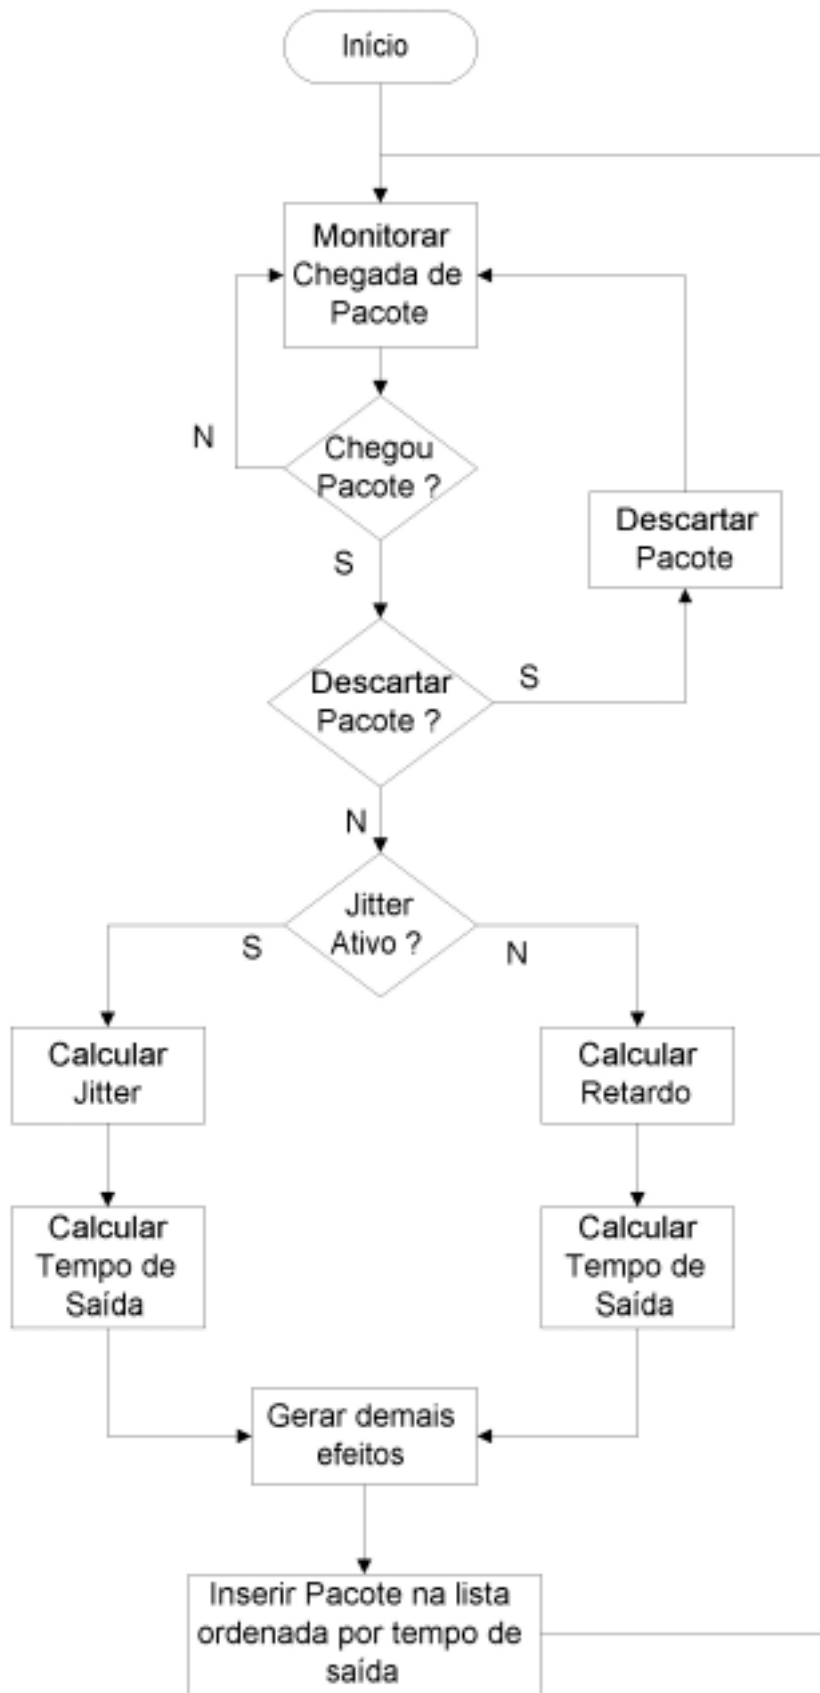 Início
Monitorar
Chegada de
Pacote
N
Chegou
Pacote ?
Descartar
Pacote
S
Descartar
Pacote ?
S
N
Jitter
Ativo ?
S
N
Calcular
Jitter
Calcular
Retardo
Calcular
Tempo de
Saída
Calcular
Tempo de
Saída
Gerar demais
efeitos
Inserir Pacote na lista
ordenada por tempo de
saída